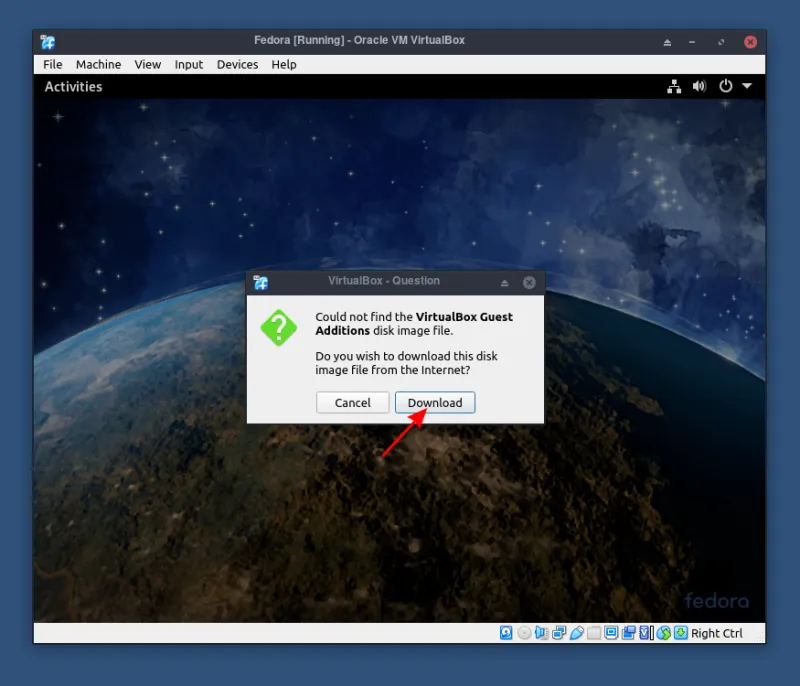 Fedora [Running] - Oracle VM VirtualBox
File Machine View Input Devices Help
Activities
VirtualBox - Question
Could not find the VirtualBox Guest
Additions disk image file.
Do you wish to download this disk
image file from the Internet?
Cancel Download
fedora
Right Ctrl